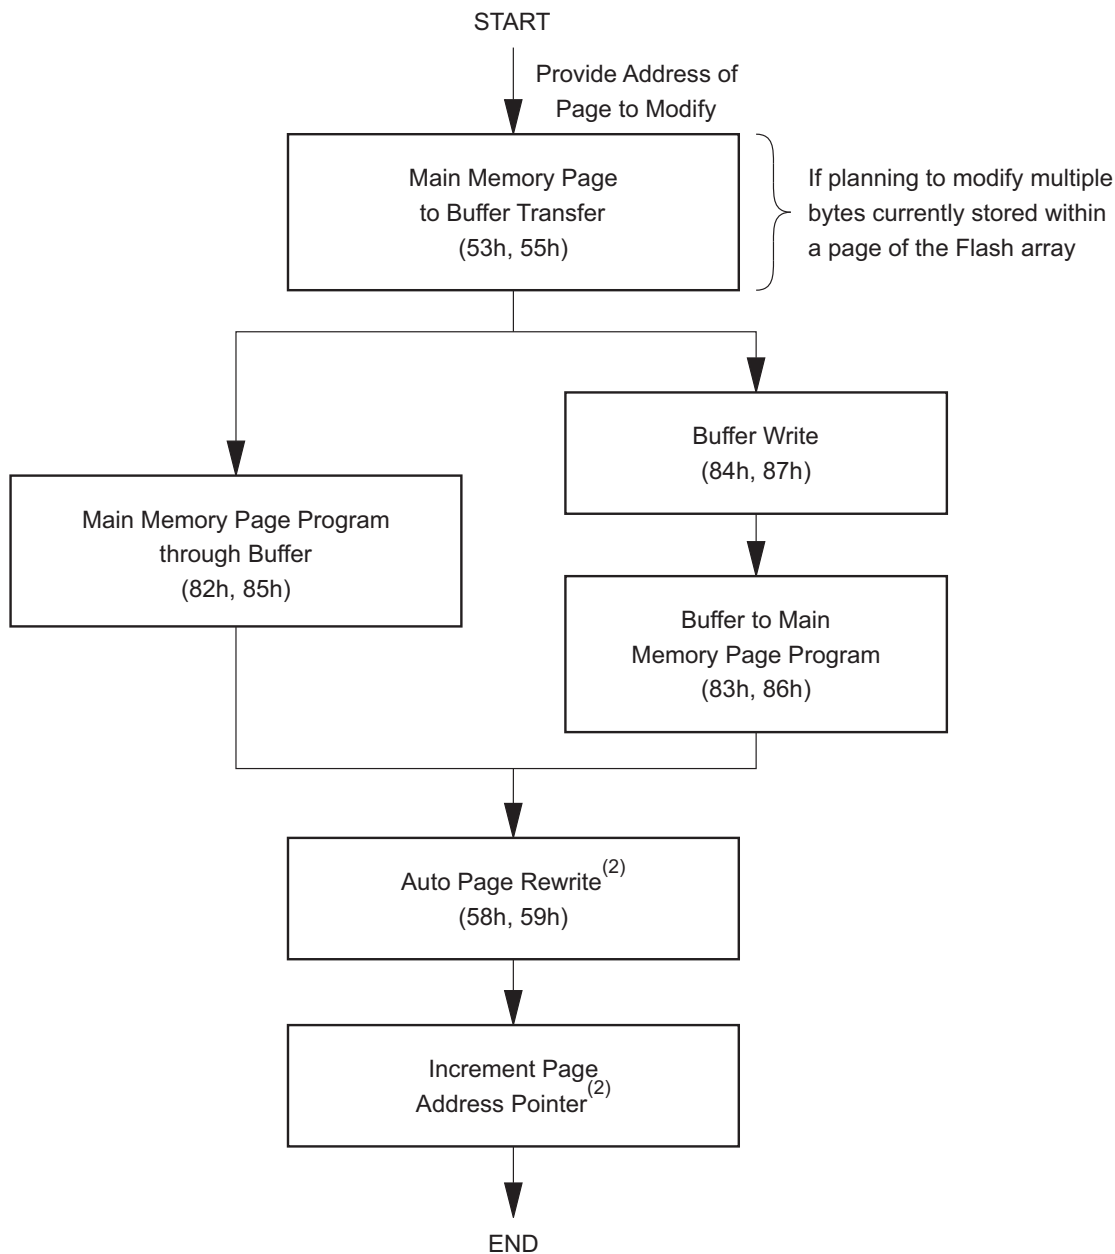 START
Provide Address of
Page to Modify
Main Memory Page
to Buffer Transfer
(53h, 55h)
If planning to modify multiple
bytes currently stored within
a page of the Flash array
Buffer Write
(84h, 87h)
Main Memory Page Program
through Buffer
(82h, 85h)
Buffer to Main
Memory Page Program
(83h, 86h)
Auto Page Rewrite(2)
(58h, 59h)
Increment Page
Address Pointer(2)
END